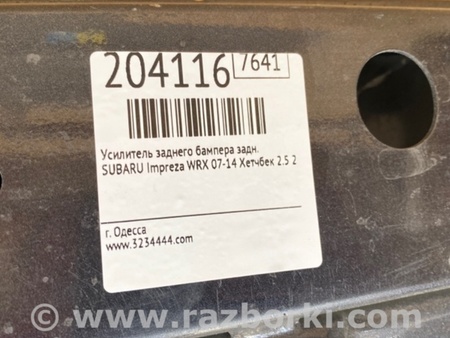 204116 7641
Усилитель заднего бампера задн.
SUBARU Impreza WRX 07-14 Хетчбек 2.5 2
г. Одесса
www.3234444.com
© www.razborki.com